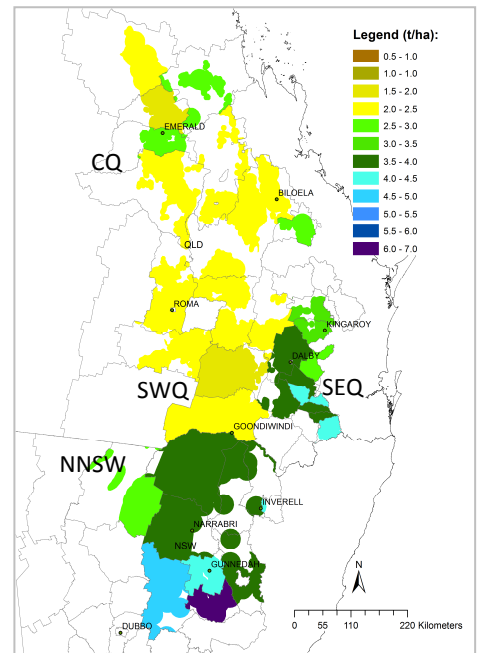 Legend (t/ha):
0.5 - 1.0
1.0 - 1.0
1.5 - 2.0
2.0 - 2.5
2.5 - 3.0
3.0 - 3.5
3.5 - 4.0
4.0 - 4.5
4.5 - 5.0
5.0 - 5.5
5.5 - 6.0
6.0 - 7.0
EMERALD
CQ
BILOELA
QLD
ROMA
KINGAROY
DALBY
SWQ
SEQ
GOONDIWINDI
NNSW
INVERELL
NARRABRI
NSW
GUNNEDAH
N
DUBBO
0 55 110 220 Kilometers